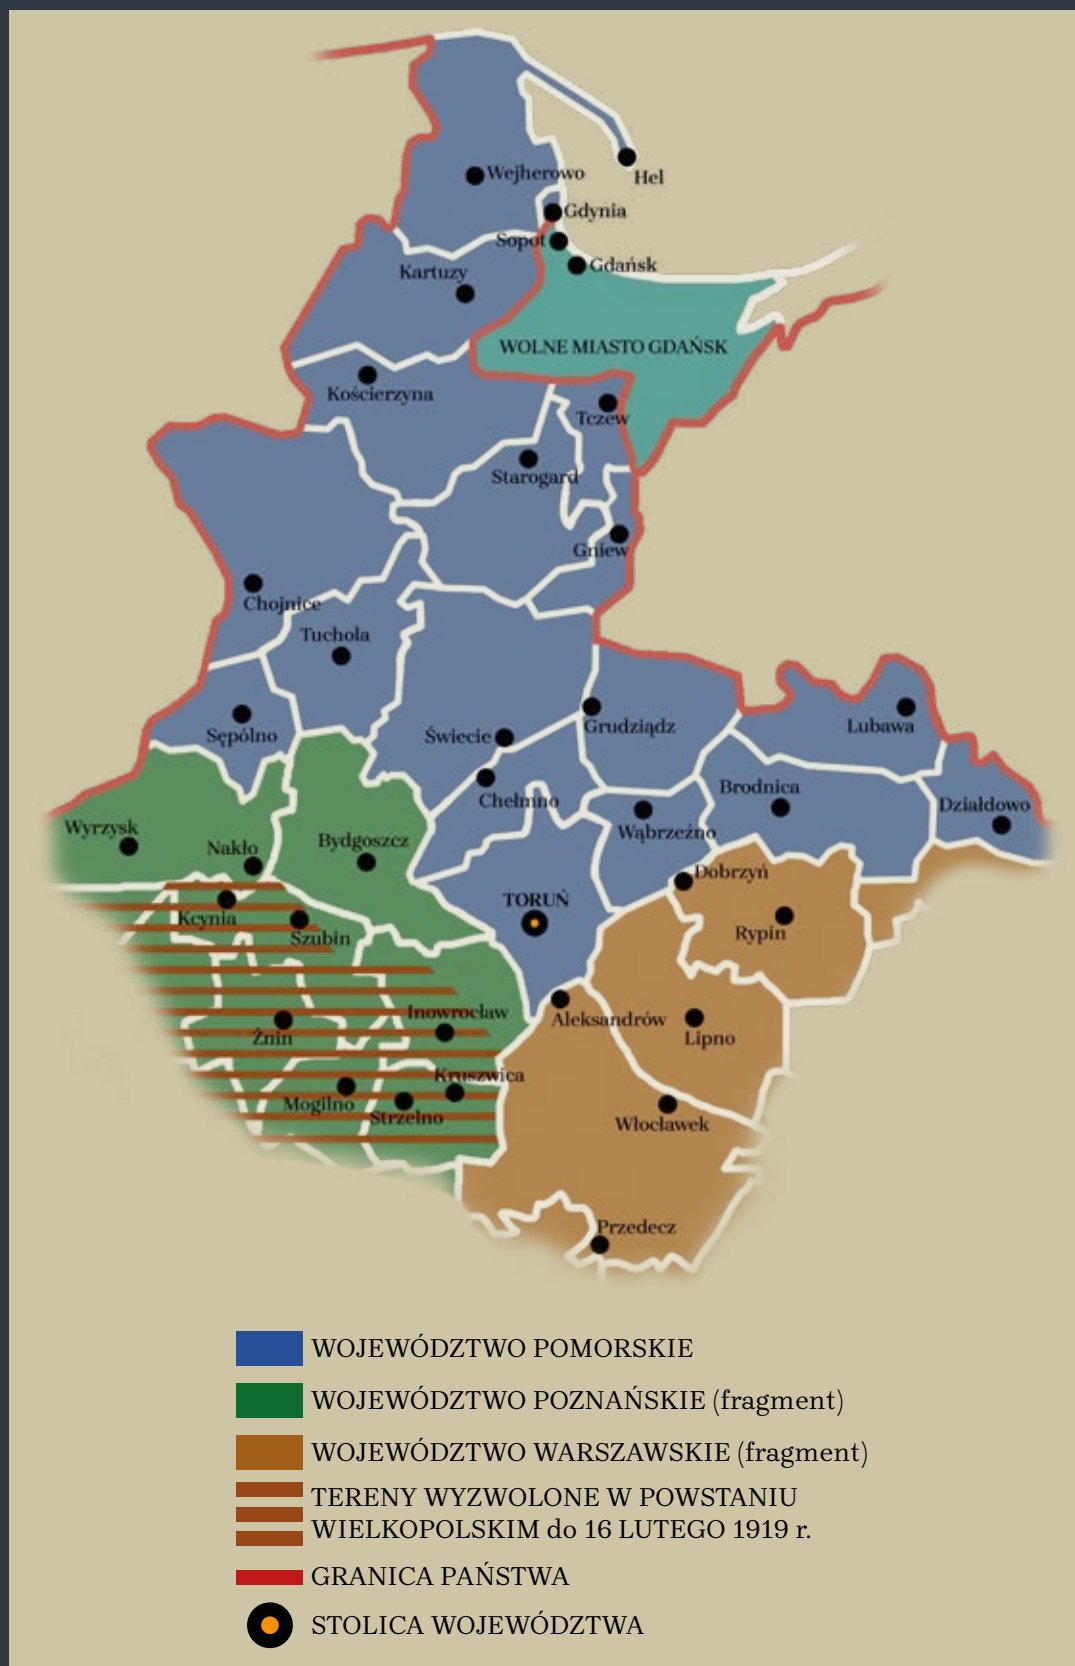 Wejherowo
Hel
Gdynia
Sopot
Gdańsk
Kartuzy
WOLNE MIASTO GDAŃSK
Kościerzyna
Tczew
Starogard
Gniew
Chojnice
Tuchola
Sępólno
Świecie
Grudziądz
Lubawa
Chełmno
Brodnica
Działdowo
Wąbrzeźno
Wyrzysk
Nakło
Bydgoszcz
Dobrzyń
TORUŃ
Kcynia
Szubin
Rypin
Inowrocław
Aleksandrów
Żnin
Lipno
Kruszwica
Mogilno
Strzelno
Włocławek
Przedecz
WOJEWÓDZTWO POMORSKIE
WOJEWÓDZTWO POZNAŃSKIE (fragment)
WOJEWÓDZTWO WARSZAWSKIE (fragment)
TERENY WYZWOLONE W POWSTANIU
WIELKOPOLSKIM do 16 LUTEGO 1919 r.
GRANICA PAŃSTWA
STOLICA WOJEWÓDZTWA